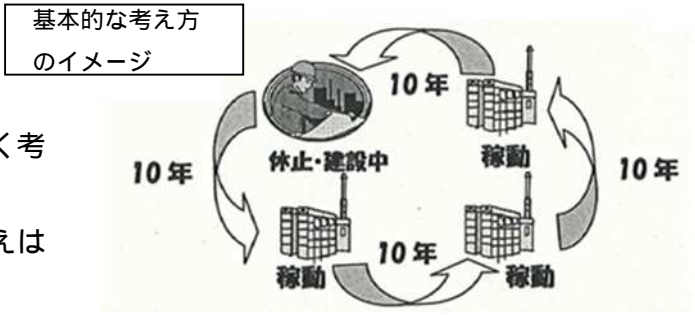 基本的な考え方
のイメージ
く考
えは
10年
休止・建設中
稼動
10年
10年
稼動
10年
稼動